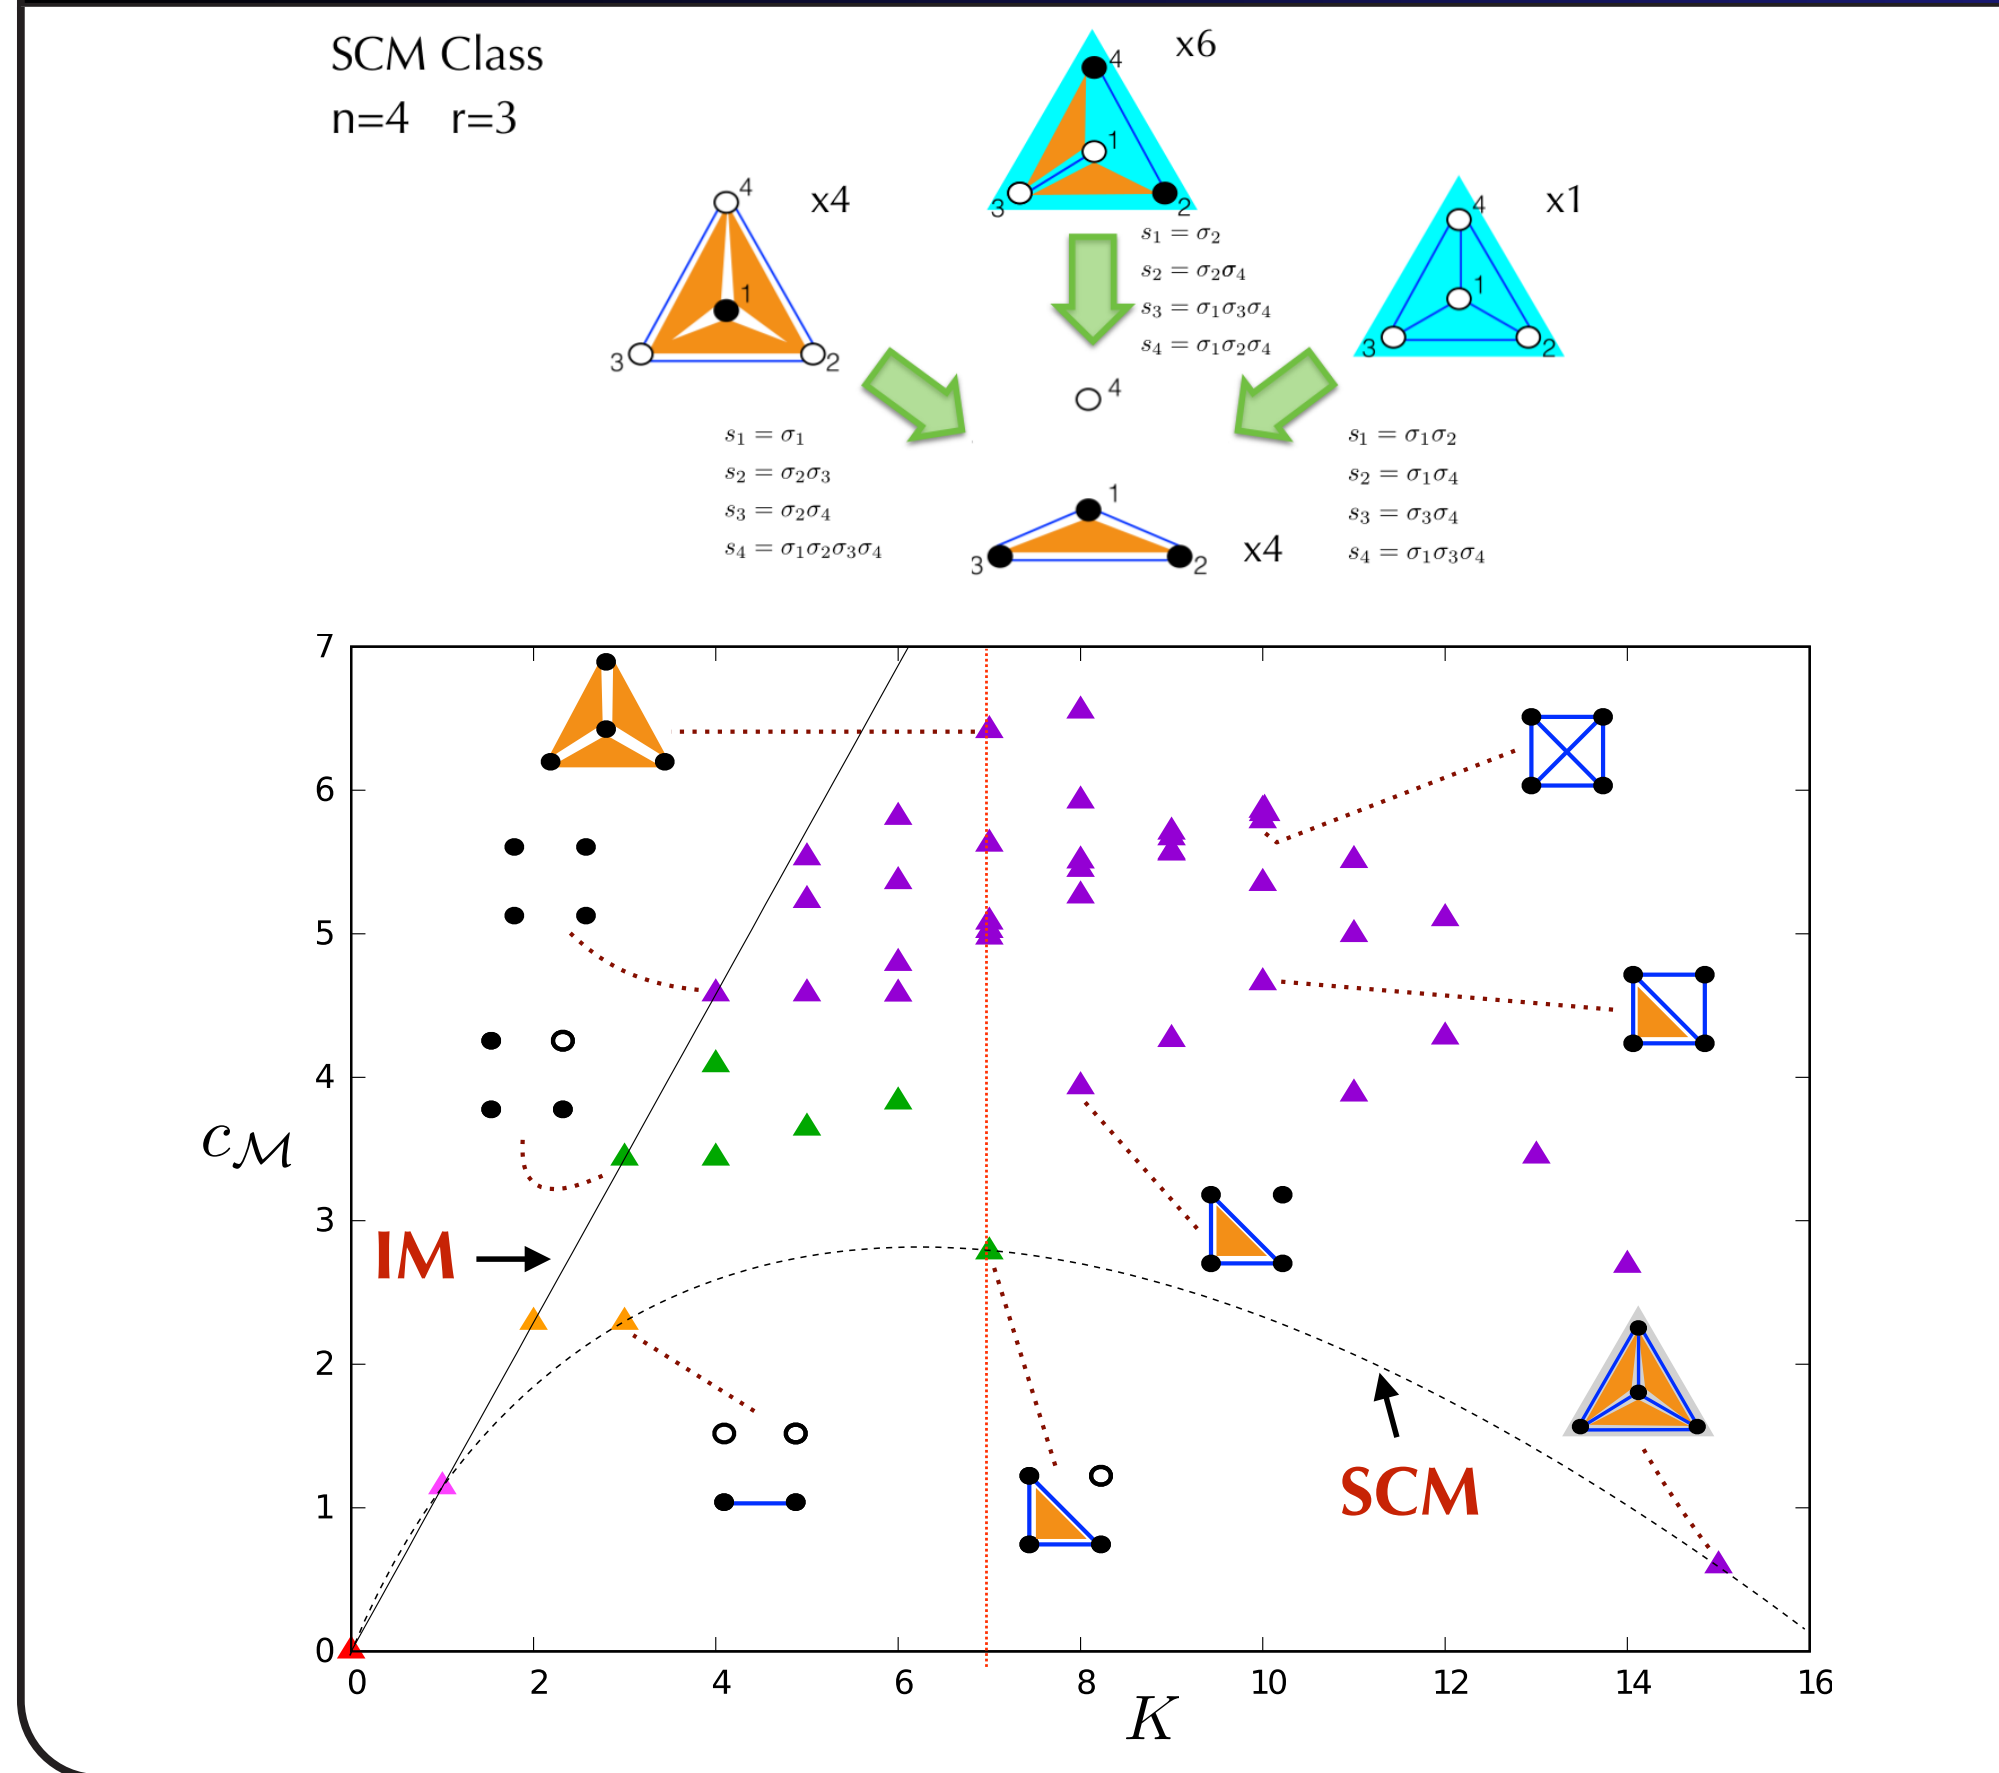 SCM Class
n=4 r=3
x6
4
1
3
2
x4
4
1
3
2
x1
4
1
3
2
s₁ = σ₂
s₂ = σ₂σ₄
s₃ = σ₁σ₃σ₄
s₄ = σ₁σ₂σ₄
s₁ = σ₁
s₂ = σ₂σ₃
s₃ = σ₂σ₄
s₄ = σ₁σ₂σ₃σ₄
s₁ = σ₁σ₂
s₂ = σ₁σ₄
s₃ = σ₃σ₄
s₄ = σ₁σ₃σ₄
4
1
3
2
x4
7
6
5
4
3
2
1
0
c_ℳ
IM
SCM
0 2 4 6 8 10 12 14 16
K